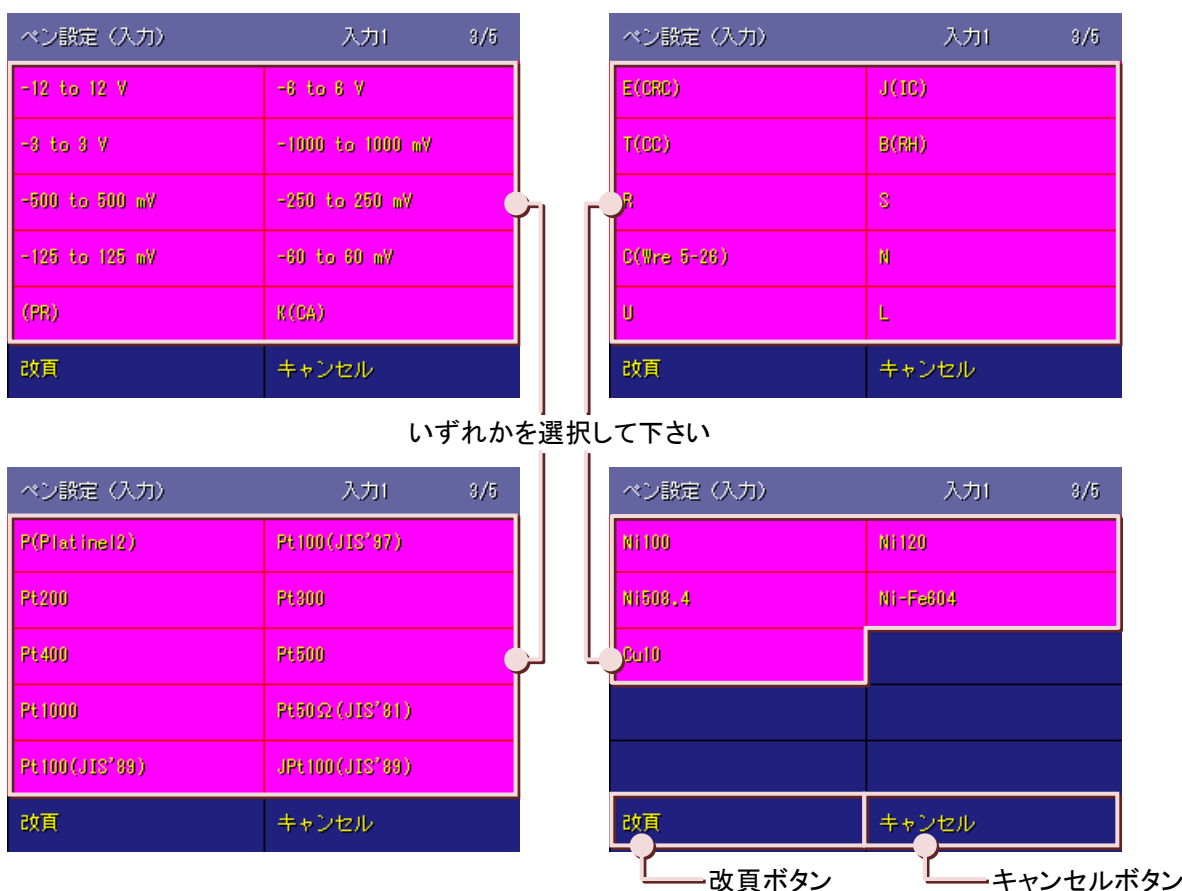 ペン設定（入力） 入力1 3/5
-12 to 12 V -6 to 6 V
-3 to 3 V -1000 to 1000 mV
-500 to 500 mV -250 to 250 mV
-125 to 125 mV -60 to 60 mV
(PR) K(CA)
改頁 キャンセル
ペン設定（入力） 入力1 3/5
E(CRC) J(IC)
T(CC) B(RH)
R S
C(Wre 5-26) N
U L
改頁 キャンセル
いずれかを選択して下さい
ペン設定（入力） 入力1 3/5
P(Platinel2) Pt100(JIS'97)
Pt200 Pt300
Pt400 Pt500
Pt1000 Pt50Ω(JIS'81)
Pt100(JIS'89) JPt100(JIS'89)
改頁 キャンセル
ペン設定（入力） 入力1 3/5
Ni100 Ni120
Ni508.4 Ni-Fe604
Cu10
改頁 キャンセル
改頁ボタン キャンセルボタン